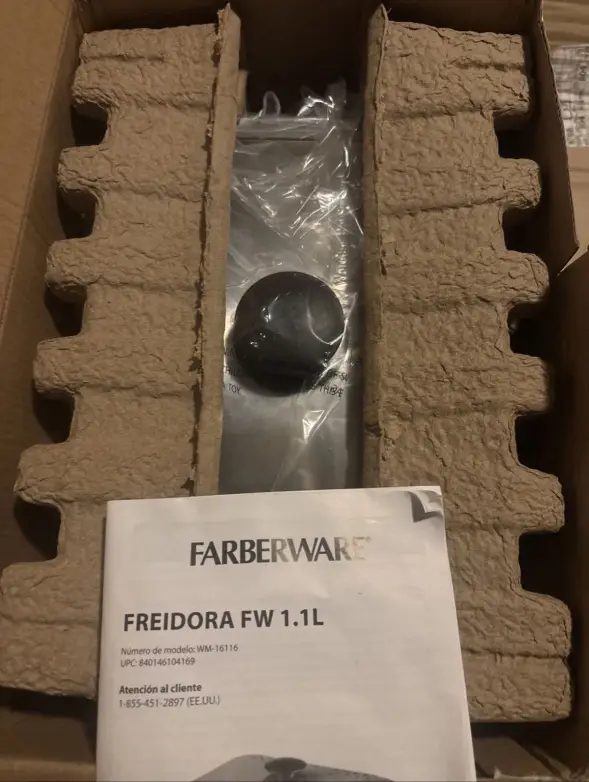 FARBERWARE®
FREIDORA FW 1.1L
Número de modelo: WM-16116
UPC: 840146104169
Atención al cliente
1-855-451-2897 (EE.UU.)